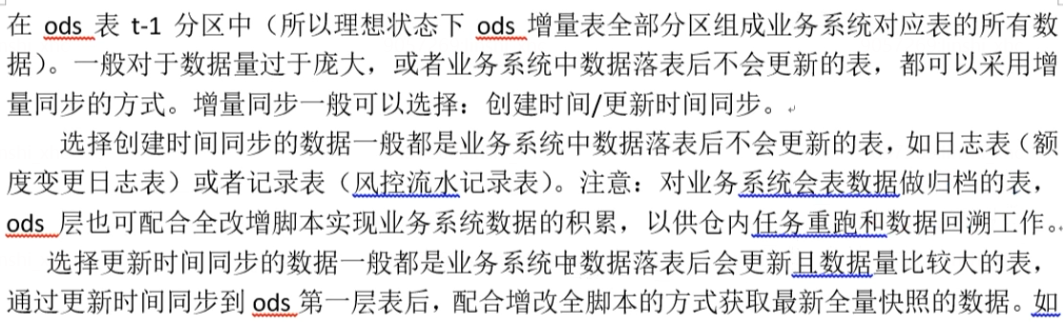 在 ods 表 t-1 分区中（所以理想状态下 ods 增量表全部分区组成业务系统对应表的所有数
据）。一般对于数据量过于庞大，或者业务系统中数据落表后不会更新的表，都可以采用增
量同步的方式。增量同步一般可以选择：创建时间/更新时间同步。
选择创建时间同步的数据一般都是业务系统中数据落表后不会更新的表，如日志表（额
度变更日志表）或者记录表（风控流水记录表）。注意：对业务系统会表数据做归档的表，
ods 层也可配合全改增脚本实现业务系统数据的积累，以供仓内任务重跑和数据回溯工作。
选择更新时间同步的数据一般都是业务系统中数据落表后会更新且数据量比较大的表，
通过更新时间同步到 ods 第一层表后，配合增改全脚本的方式获取最新全量快照的数据。如